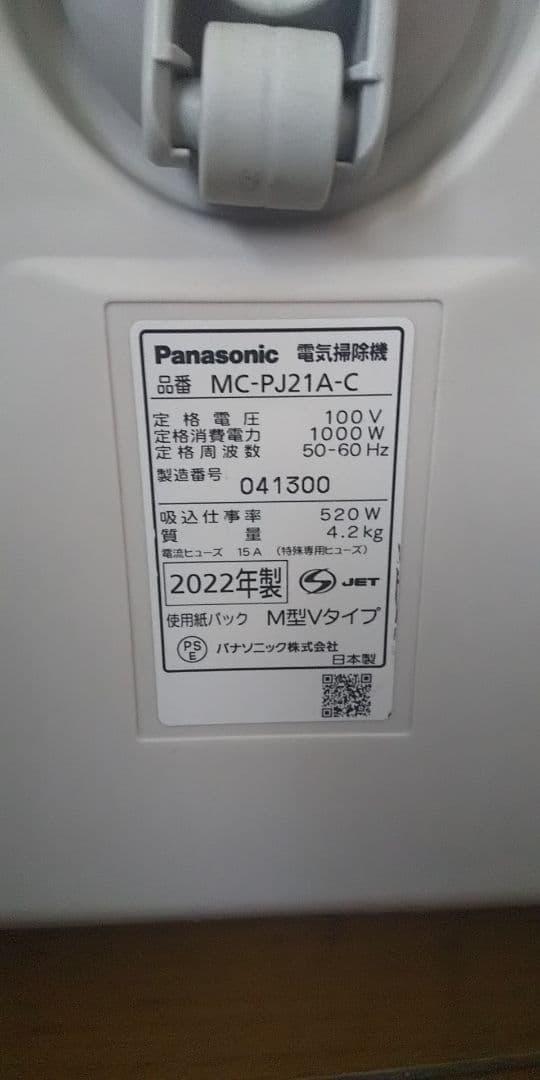 Panasonic 電気掃除機
品番 MC-PJ21A-C
定格電圧 100V
定格消費電力 1000W
定格周波数 50-60Hz
製造番号 041300
吸込仕事率 520W
質量 4.2kg
電流ヒューズ 15A （特殊専用ヒューズ）
2022年製 S JET
使用紙パック M型Vタイプ
PSE パナソニック株式会社
日本製